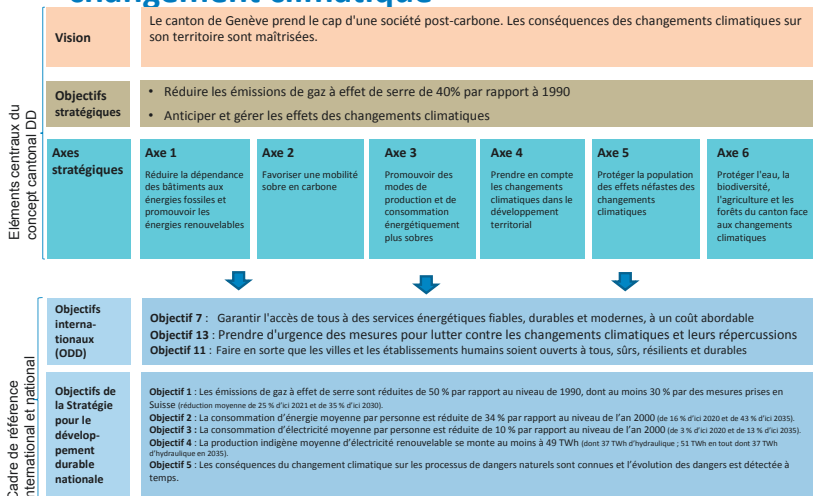 changement climatique
Eléments centraux du
concept cantonal DD
Vision
Le canton de Genève prend le cap d'une société post-carbone. Les conséquences des changements climatiques sur
son territoire sont maîtrisées.
Objectifs
stratégiques
• Réduire les émissions de gaz à effet de serre de 40% par rapport à 1990
• Anticiper et gérer les effets des changements climatiques
Axes
stratégiques
Axe 1
Réduire la dépendance
des bâtiments aux
énergies fossiles et
promouvoir les
énergies renouvelables
Axe 2
Favoriser une mobilité
sobre en carbone
Axe 3
Promouvoir des
modes de
production et de
consommation
énergétiquement
plus sobres
Axe 4
Prendre en compte
les changements
climatiques dans le
développement
territorial
Axe 5
Protéger la population
des effets néfastes des
changements
climatiques
Axe 6
Protéger l'eau, la
biodiversité,
l'agriculture et les
forêts du canton face
aux changements
climatiques
Cadre de référence
international et national
Objectifs
interna-
tionaux
(ODD)
Objectif 7 : Garantir l'accès de tous à des services énergétiques fiables, durables et modernes, à un coût abordable
Objectif 13 : Prendre d'urgence des mesures pour lutter contre les changements climatiques et leurs répercussions
Objectif 11 : Faire en sorte que les villes et les établissements humains soient ouverts à tous, sûrs, résilients et durables
Objectifs de
la Stratégie
pour le
dévelop-
pement
durable
nationale
Objectif 1 : Les émissions de gaz à effet de serre sont réduites de 50 % par rapport au niveau de 1990, dont au moins 30 % par des mesures prises en
Suisse (réduction moyenne de 25 % d'ici 2021 et de 35 % d'ici 2030).
Objectif 2 : La consommation d'énergie moyenne par personne est réduite de 34 % par rapport au niveau de l'an 2000 (de 16 % d'ici 2020 et de 43 % d'ici 2035).
Objectif 3 : La consommation d'électricité moyenne par personne est réduite de 10 % par rapport au niveau de l'an 2000 (de 3 % d'ici 2020 et de 13 % d'ici 2035).
Objectif 4 : La production indigène moyenne d'électricité renouvelable se monte au moins à 49 TWh (dont 37 TWh d'hydraulique ; 51 TWh en tout dont 37 TWh
d'hydraulique en 2035).
Objectif 5 : Les conséquences du changement climatique sur les processus de dangers naturels sont connues et l'évolution des dangers est détectée à
temps.